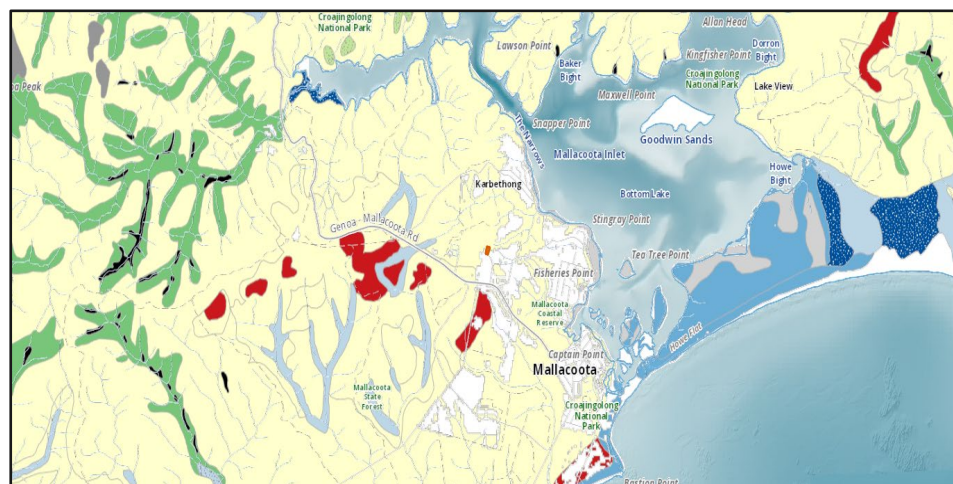 Croajingolong
National Park
Allan Head
Lawson Point
Kingfisher Point
Dorron
Bight
Baker
Bight
Croajingolong
National Park
Lake View
Peak
Maxwell Point
The Narrows
Snapper Point
Goodwin Sands
Mallacoota Inlet
Howe
Bight
Karbethong
Bottom Lake
Genoa - Mallacoota Rd
Stingray Point
Tea Tree Point
Fisheries Point
Mallacoota
Coastal
Reserve
Howe Flat
Captain Point
Mallacoota
Mallacoota
State
Forest
Croajingolong
National
Park
Bastion Point